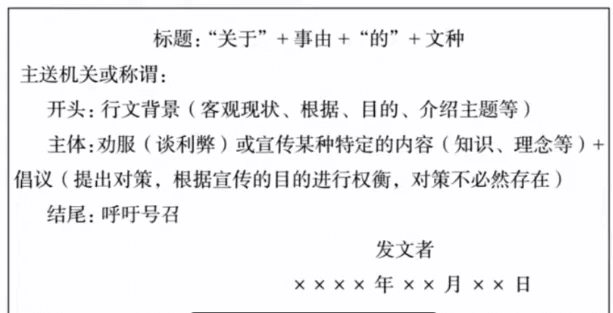 标题：“关于”+事由+“的”+文种
主送机关或称谓：
开头：行文背景（客观现状、根据、目的、介绍主题等）
主体：劝服（谈利弊）或宣传某种特定的内容（知识、理念等）+
倡议（提出对策，根据宣传的目的进行权衡，对策不必然存在）
结尾：呼吁号召
发文者
××××年××月××日